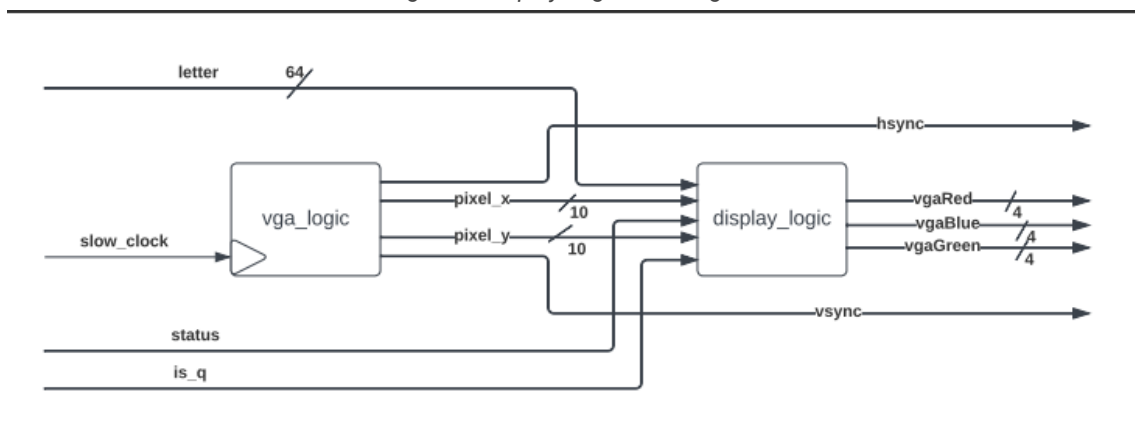 letter
64
hsync
vga_logic
pixel_x
10
display_logic
vgaRed
4
slow_clock
pixel_y
10
vgaBlue
4
vgaGreen
4
vsync
status
is_q